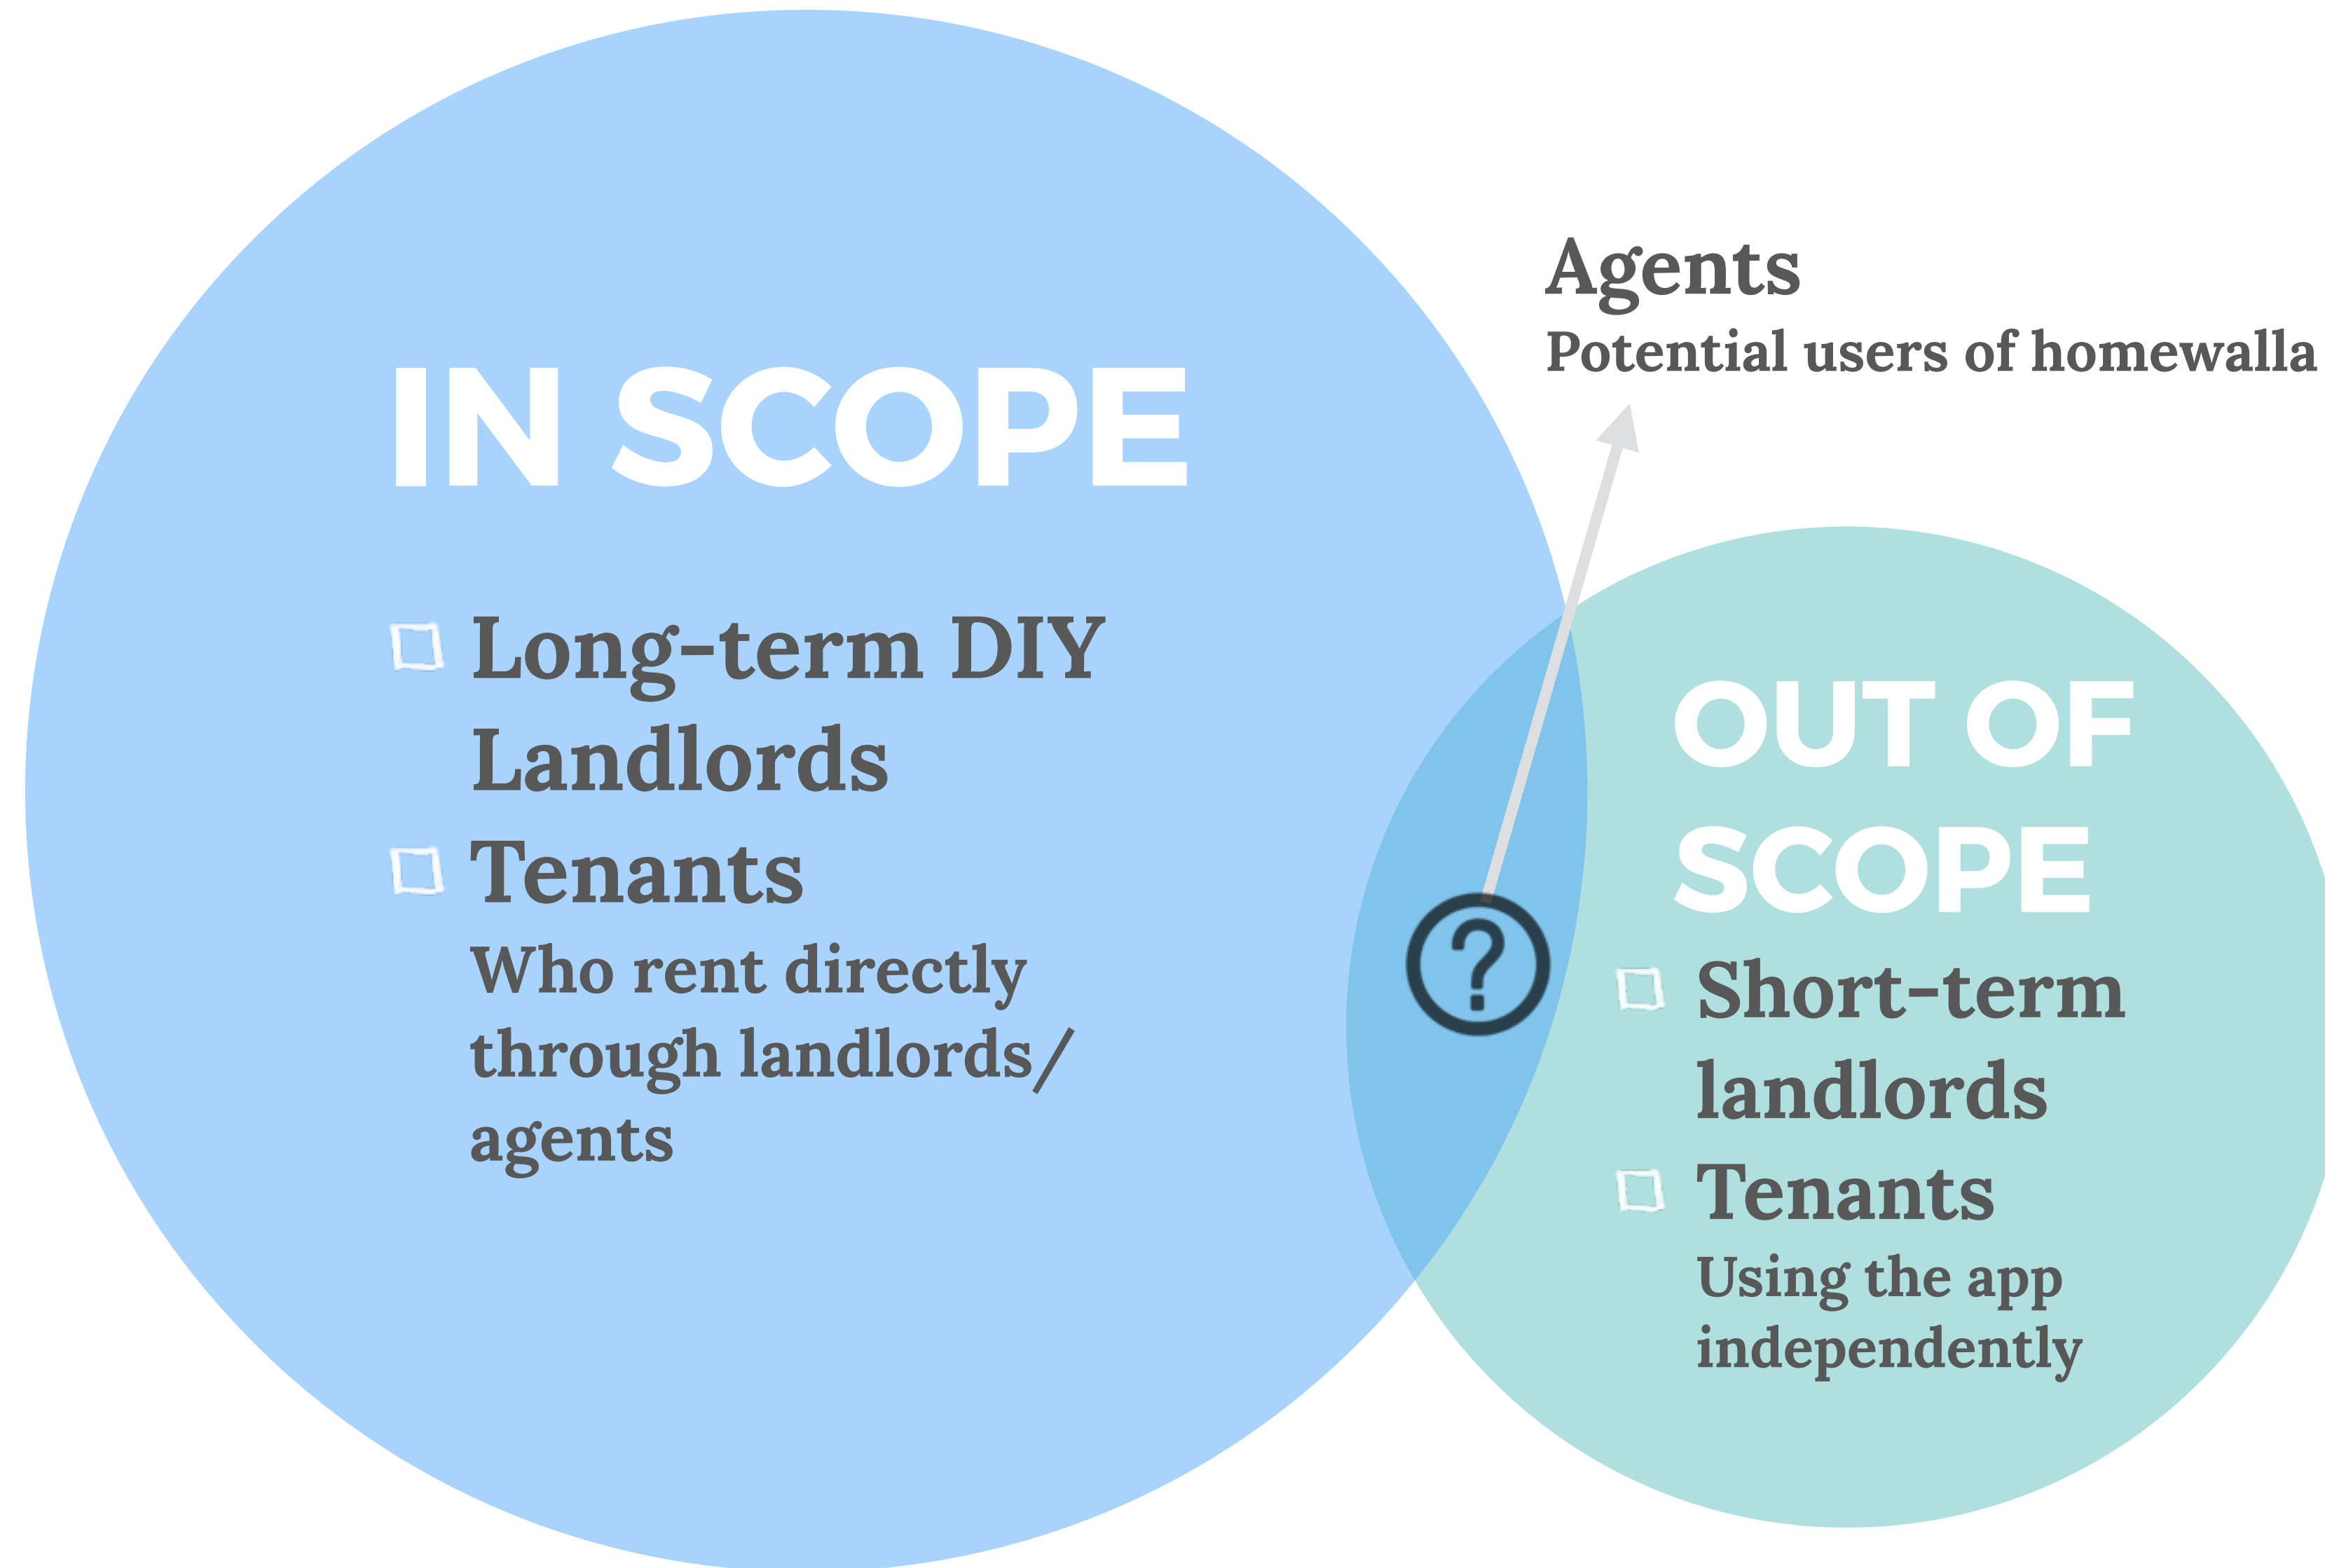 IN SCOPE
Long-term DIY
Landlords
Tenants
Who rent directly
through landlords/
agents
Agents
Potential users of homewalla
?
OUT OF
SCOPE
Short-term
landlords
Tenants
Using the app
independently